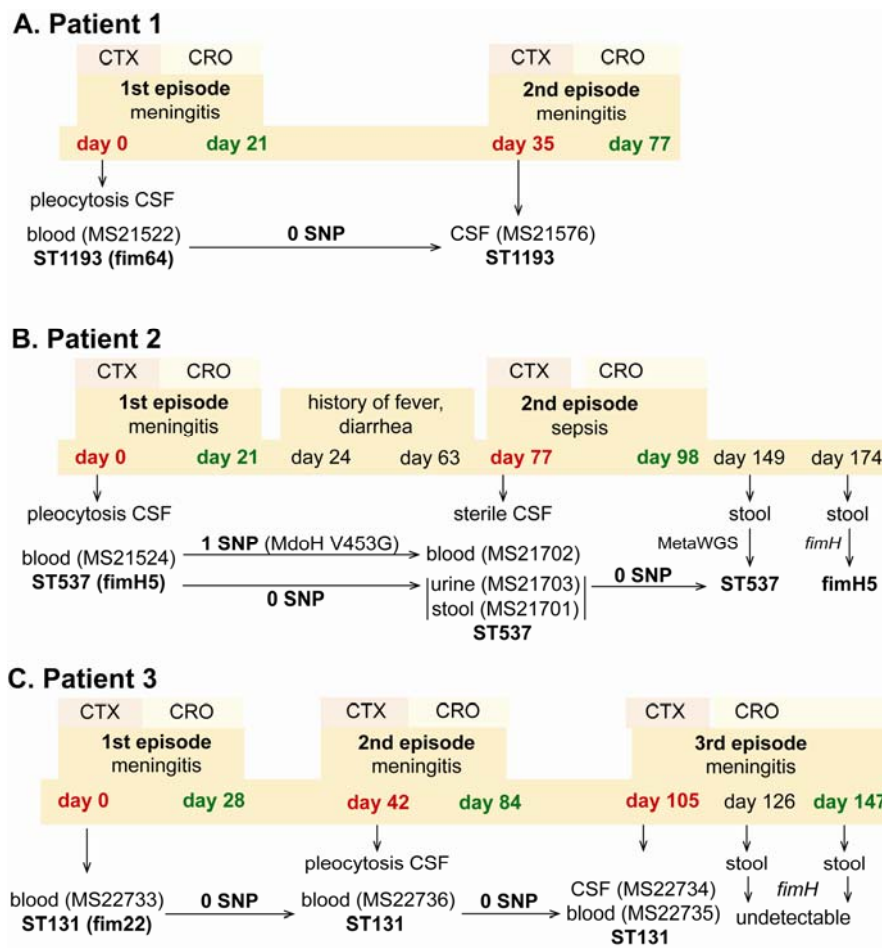 A. Patient 1
CTX CRO CTX CRO
1st episode 2nd episode
meningitis meningitis
day 0 day 21 day 35 day 77
pleocytosis CSF
blood (MS21522) 0 SNP CSF (MS21576)
ST1193 (fim64) ST1193
B. Patient 2
CTX CRO CTX CRO
1st episode history of fever, 2nd episode
meningitis diarrhea sepsis
day 0 day 21 day 24 day 63 day 77 day 98 day 149 day 174
pleocytosis CSF sterile CSF stool stool
MetaWGS fimH
1 SNP (MdoH V453G) blood (MS21702)
blood (MS21524)
ST537 (fimH5) 0 SNP urine (MS21703) 0 SNP ST537 fimH5
stool (MS21701)
ST537
C. Patient 3
CTX CRO CTX CRO CTX CRO
1st episode 2nd episode 3rd episode
meningitis meningitis meningitis
day 0 day 28 day 42 day 84 day 105 day 126 day 147
pleocytosis CSF stool stool
blood (MS22733) 0 SNP blood (MS22736) 0 SNP CSF (MS22734) fimH
ST131 (fim22) ST131 blood (MS22735) undetectable
ST131